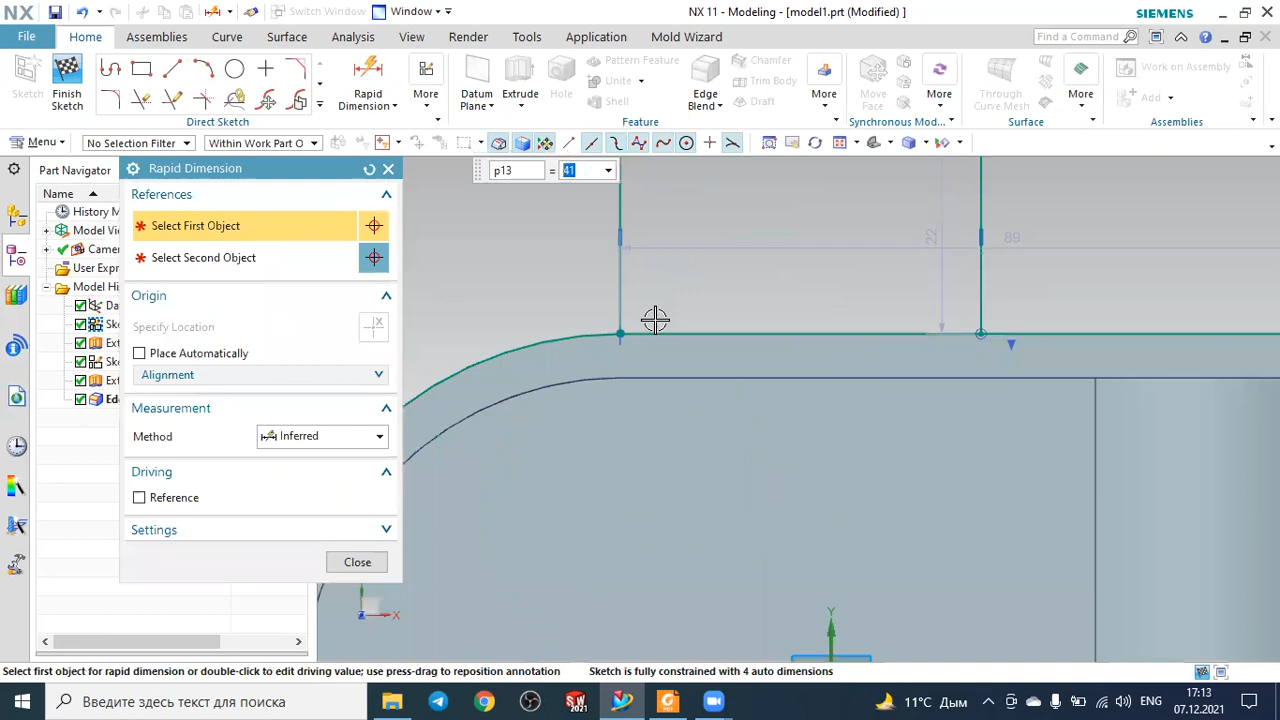 NX
Switch Window
Window
NX 11 - Modeling - [model1.prt (Modified) ]
SIEMENS
File
Home
Assemblies
Curve
Surface
Analysis
View
Render
Tools
Application
Mold Wizard
Find a Command
Sketch
Finish Sketch
Rapid Dimension
More
Datum Plane
Extrude
Hole
Pattern Feature
Unite
Shell
Edge Blend
Chamfer
Trim Body
Draft
More
Move Face
More
Through Curve Mesh
More
Work on Assembly
Add
Direct Sketch
Feature
Synchronous Mod...
Surface
Assemblies
Menu
No Selection Filter
Within Work Part O
Part Navigator
Name
History M
Model Vie
Came
User Expr
Model Hi
Da
Ske
Ext
Ske
Ext
Ed
Rapid Dimension
References
* Select First Object
* Select Second Object
Origin
Specify Location
Place Automatically
Alignment
Measurement
Method
Inferred
Driving
Reference
Settings
Close
p13 = 41
22
89
X
Y
Select first object for rapid dimension or double-click to edit driving value; use press-drag to reposition annotation
Sketch is fully constrained with 4 auto dimensions
Введите здесь текст для поиска
SW
2021
11°C Дым
ENG
17:13
07.12.2021